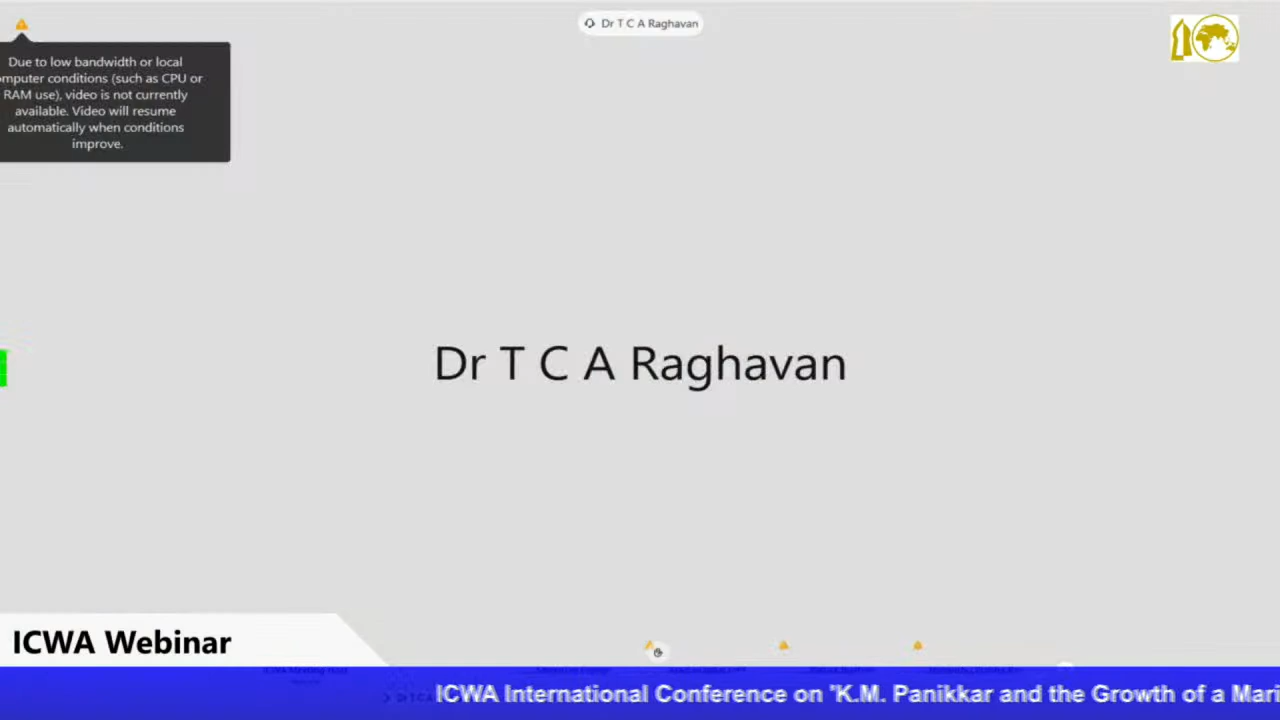 Dr T C A Raghavan
Due to low bandwidth or local
omputer conditions (such as CPU or
RAM use), video is not currently
available. Video will resume
automatically when conditions
improve.
Dr T C A Raghavan
ICWA Webinar
ICWA International Conference on "K.M. Panikkar and the Growth of a Mari